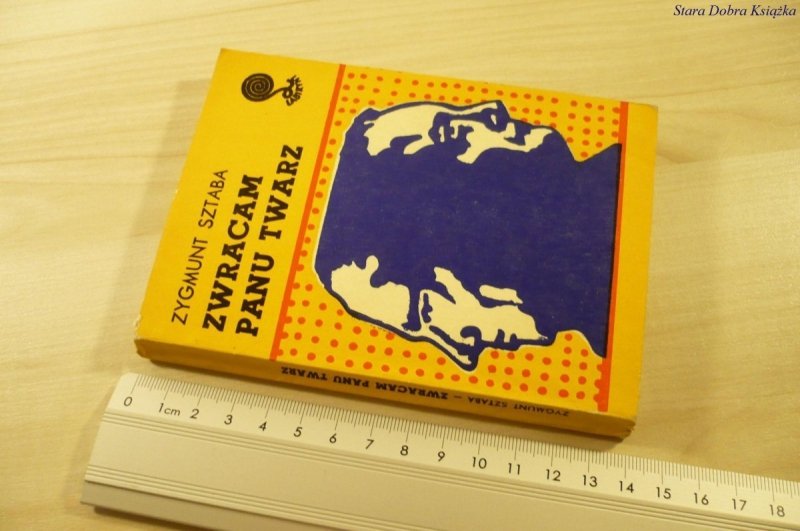 Stara Dobra Książka
ZYGMUNT SZTABA
ZWRACAM
PANU TWARZ
ZYGMUNT SZTABA – ZWRACAM PANU TWARZ
0 1cm 2 3 4 5 6 7 8 9 10 11 12 13 14 15 16 17 18